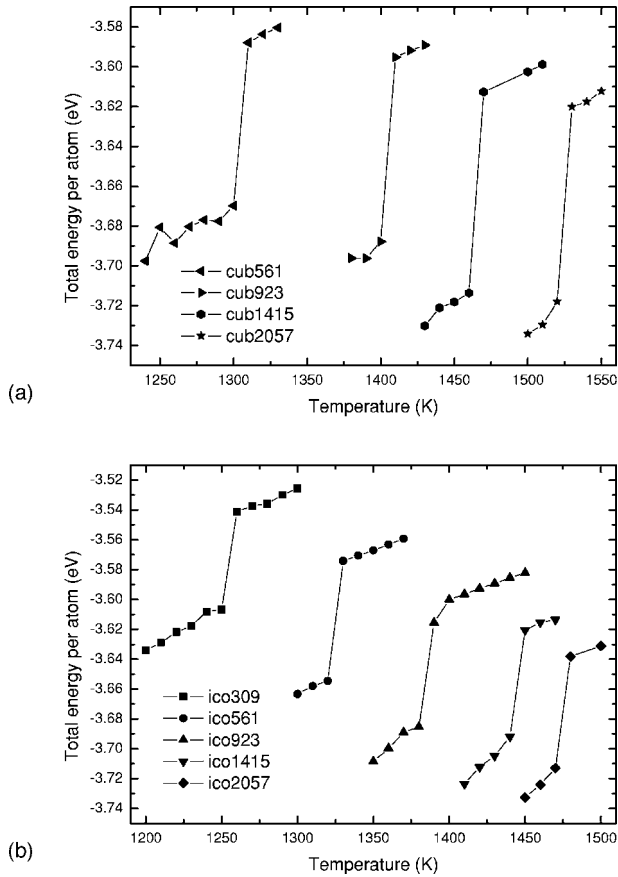 -3.58
-3.60
-3.62
-3.64
-3.66
-3.68
-3.70
-3.72
-3.74
Total energy per atom (eV)
cub561
cub923
cub1415
cub2057
1250 1300 1350 1400 1450 1500 1550
Temperature (K)
(a)
-3.52
-3.54
-3.56
-3.58
-3.60
-3.62
-3.64
-3.66
-3.68
-3.70
-3.72
-3.74
Total energy per atom (eV)
ico309
ico561
ico923
ico1415
ico2057
1200 1250 1300 1350 1400 1450 1500
Temperature (K)
(b)